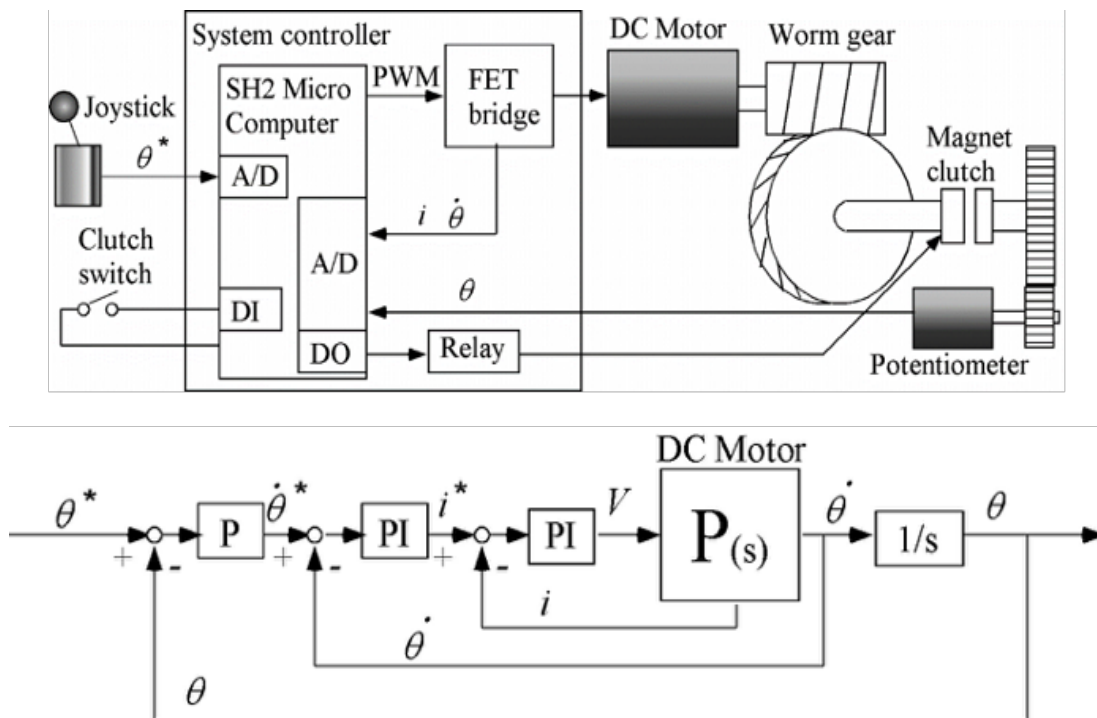 System controller
DC Motor
Worm gear
Joystick
θ*
SH2 Micro
Computer
PWM
FET
bridge
A/D
i θ̇
A/D
θ
Magnet
clutch
Clutch
switch
DI
DO
Relay
Potentiometer
DC Motor
θ*
+
-
P
θ̇*
+
-
PI
i*
+
-
PI
V
P(s)
θ̇
1/s
θ
i
θ̇
θ